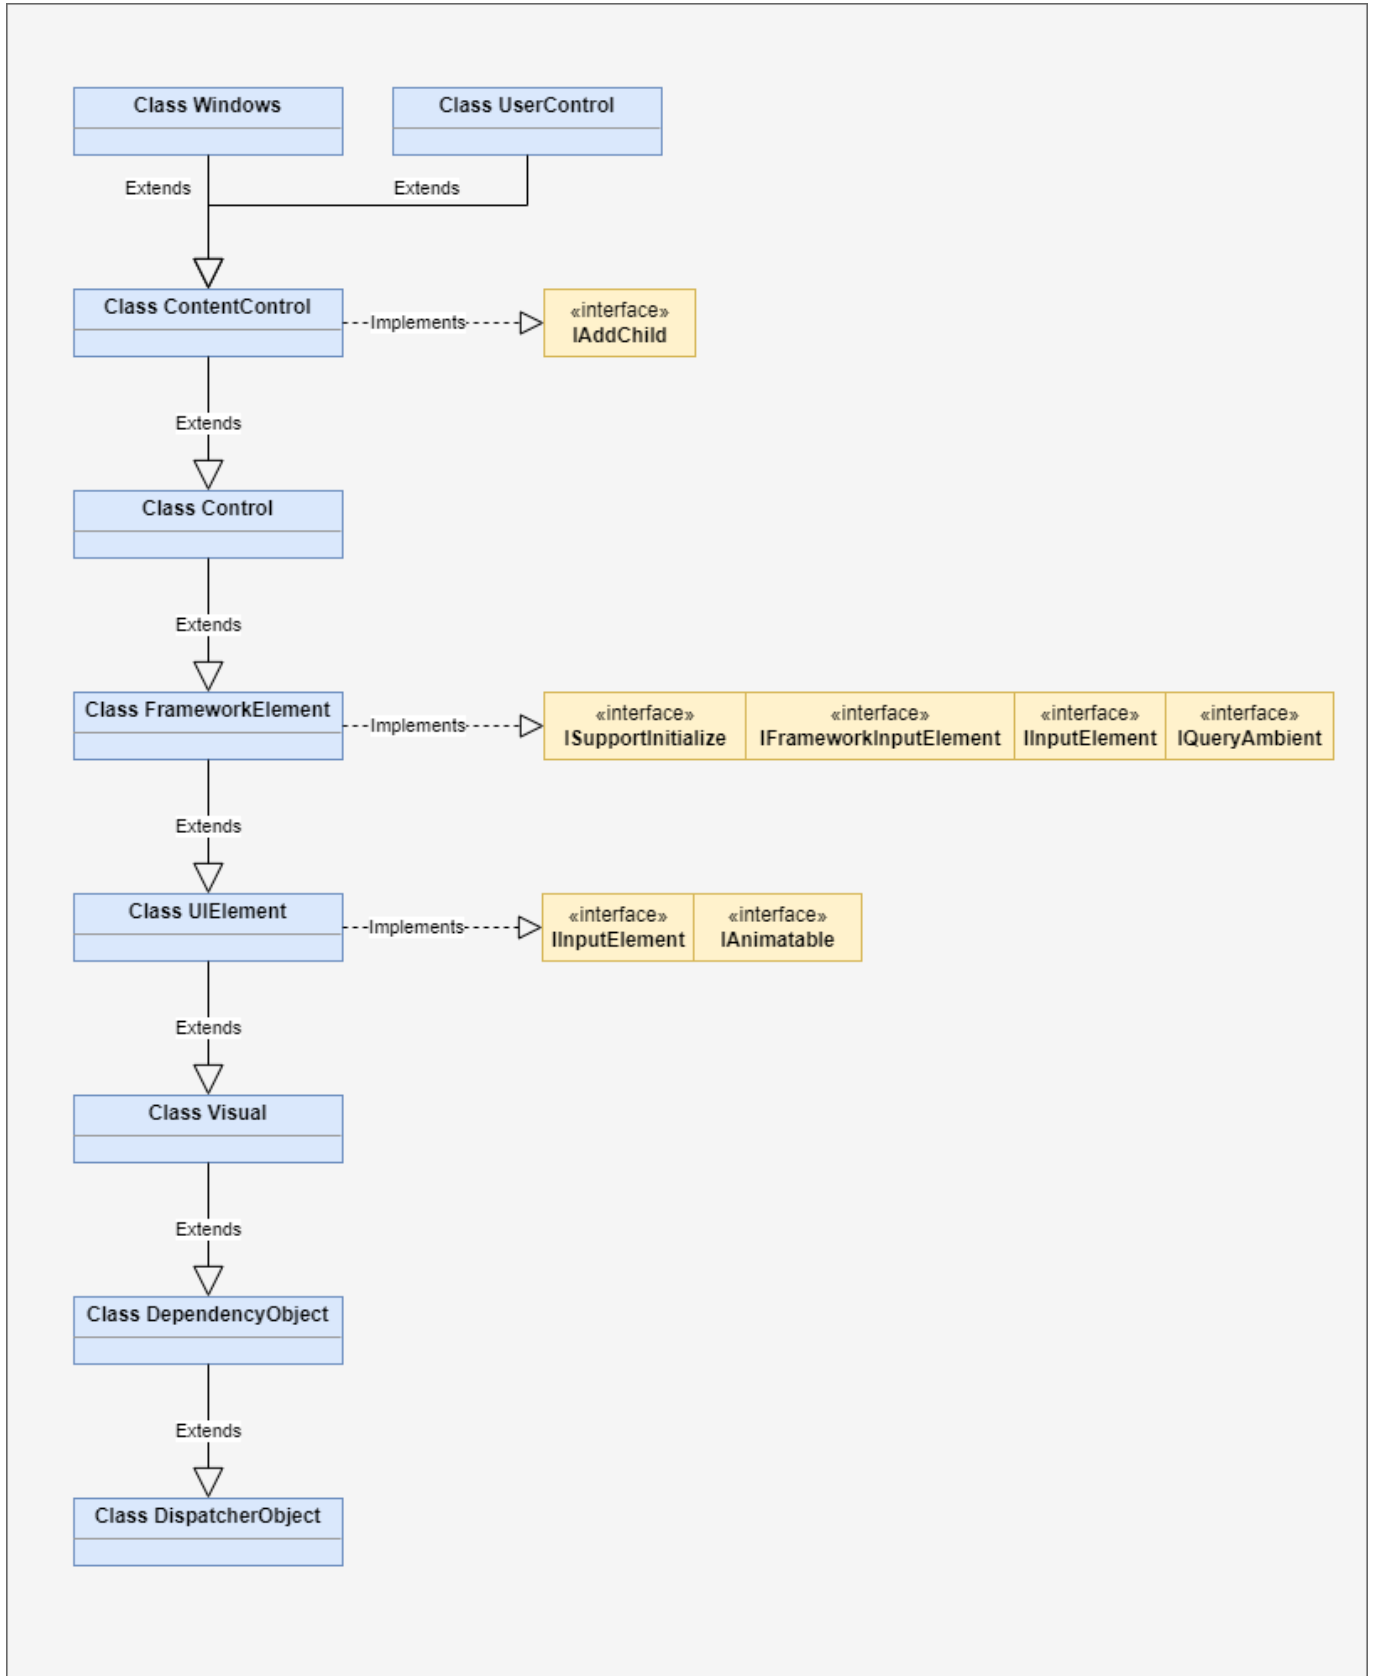 Class Windows
Class UserControl
Extends
Extends
Class ContentControl
Implements
«interface»
IAddChild
Extends
Class Control
Extends
Class FrameworkElement
Implements
«interface»
ISupportInitialize
«interface»
IFrameworkInputElement
«interface»
IInputElement
«interface»
IQueryAmbient
Extends
Class UIElement
Implements
«interface»
IInputElement
«interface»
IAnimatable
Extends
Class Visual
Extends
Class DependencyObject
Extends
Class DispatcherObject